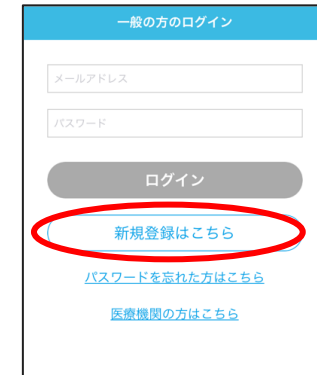 一般の方のログイン
メールアドレス
パスワード
ログイン
新規登録はこちら
パスワードを忘れた方はこちら
医療機関の方はこちら